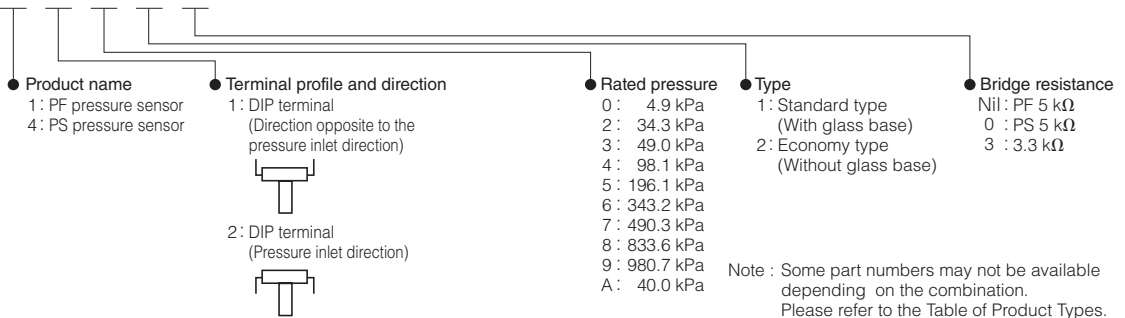 Product name
1: PF pressure sensor
4: PS pressure sensor
Terminal profile and direction
1: DIP terminal
(Direction opposite to the
pressure inlet direction)
2: DIP terminal
(Pressure inlet direction)
Rated pressure
0: 4.9 kPa
2: 34.3 kPa
3: 49.0 kPa
4: 98.1 kPa
5: 196.1 kPa
6: 343.2 kPa
7: 490.3 kPa
8: 833.6 kPa
9: 980.7 kPa
A: 40.0 kPa
Type
1: Standard type
(With glass base)
2: Economy type
(Without glass base)
Bridge resistance
Nil: PF 5 kΩ
0 : PS 5 kΩ
3 : 3.3 kΩ
Note : Some part numbers may not be available
depending on the combination.
Please refer to the Table of Product Types.